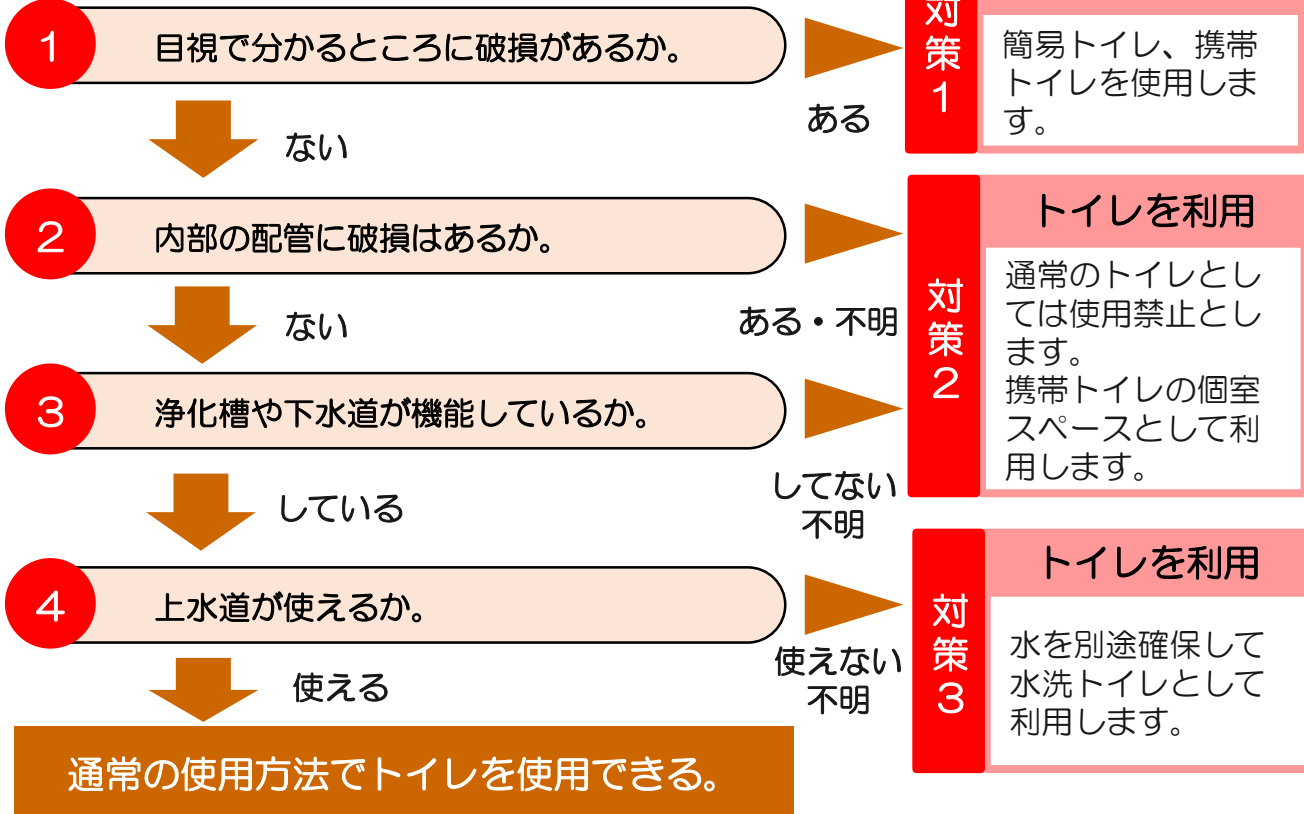 1
目視で分かるところに破損があるか。
ある
対策1
簡易トイレ、携帯
トイレを使用しま
す。
ない
2
内部の配管に破損はあるか。
ある・不明
ない
3
浄化槽や下水道が機能しているか。
してない
不明
対策2
トイレを利用
通常のトイレとし
ては使用禁止とし
ます。
携帯トイレの個室
スペースとして利
用します。
している
4
上水道が使えるか。
使えない
不明
対策3
トイレを利用
水を別途確保して
水洗トイレとして
利用します。
使える
通常の使用方法でトイレを使用できる。